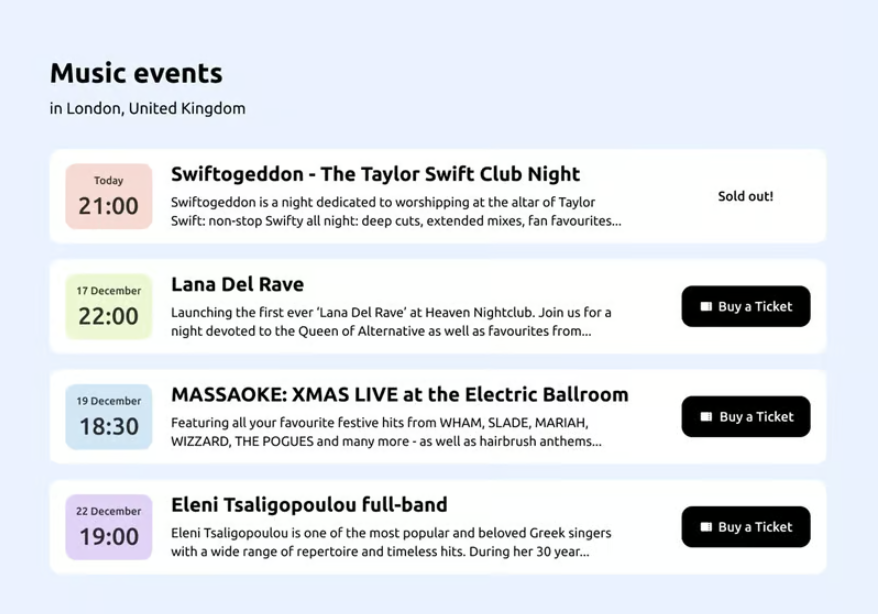 Music events
in London, United Kingdom
Today
21:00
Swiftogeddon - The Taylor Swift Club Night
Swiftogeddon is a night dedicated to worshipping at the altar of Taylor
Swift: non-stop Swifty all night: deep cuts, extended mixes, fan favourites...
Sold out!
17 December
22:00
Lana Del Rave
Launching the first ever ‘Lana Del Rave’ at Heaven Nightclub. Join us for a
night devoted to the Queen of Alternative as well as favourites from...
Buy a Ticket
19 December
18:30
MASSAOKE: XMAS LIVE at the Electric Ballroom
Featuring all your favourite festive hits from WHAM, SLADE, MARIAH,
WIZZARD, THE POGUES and many more - as well as hairbrush anthems...
Buy a Ticket
22 December
19:00
Eleni Tsaligopoulou full-band
Eleni Tsaligopoulou is one of the most popular and beloved Greek singers
with a wide range of repertoire and timeless hits. During her 30 year...
Buy a Ticket